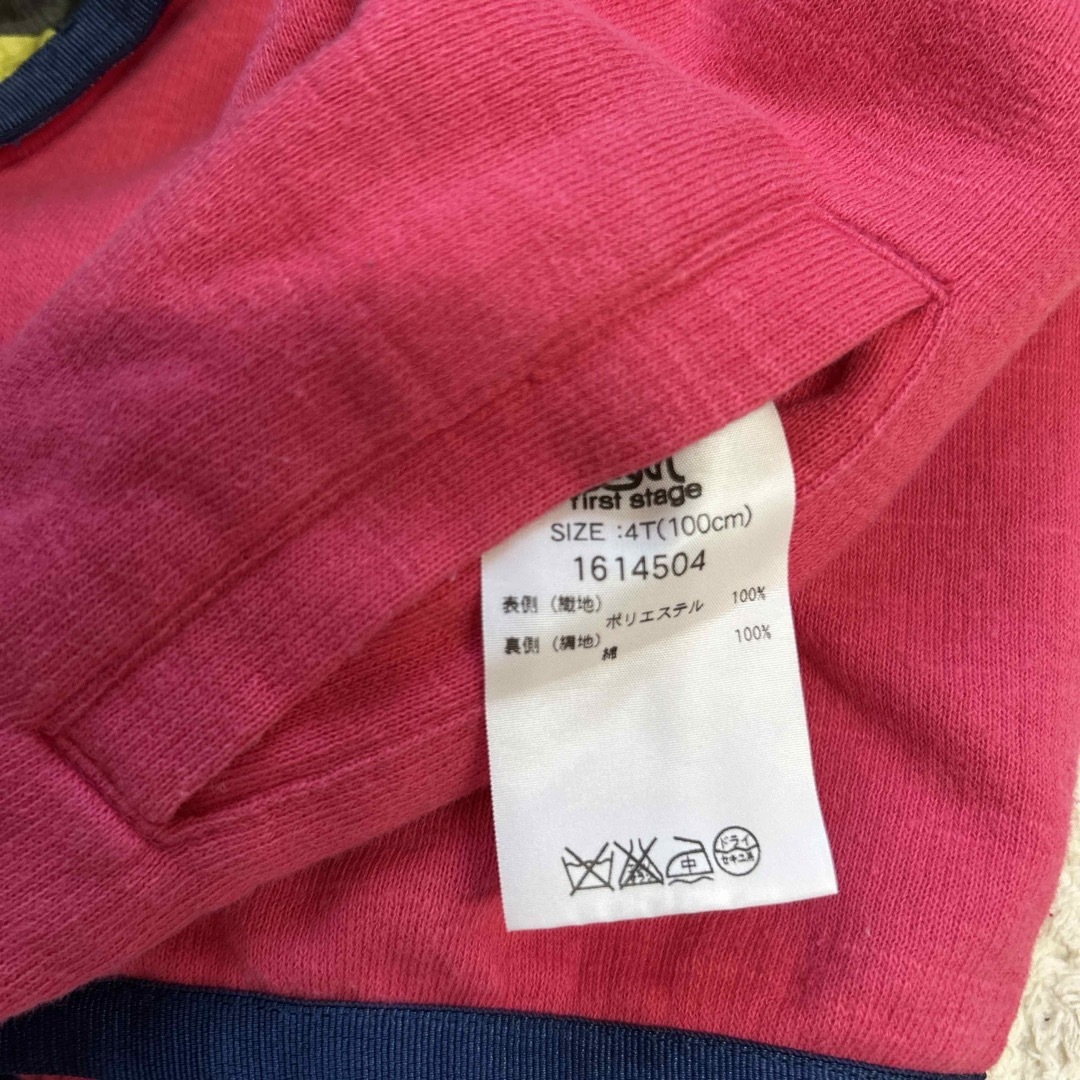 first stage
SIZE :4T(100cm)
1614504
表側（織地）
ポリエステル 100%
裏側（編地）
綿 100%
中
ドライ
セキユ系